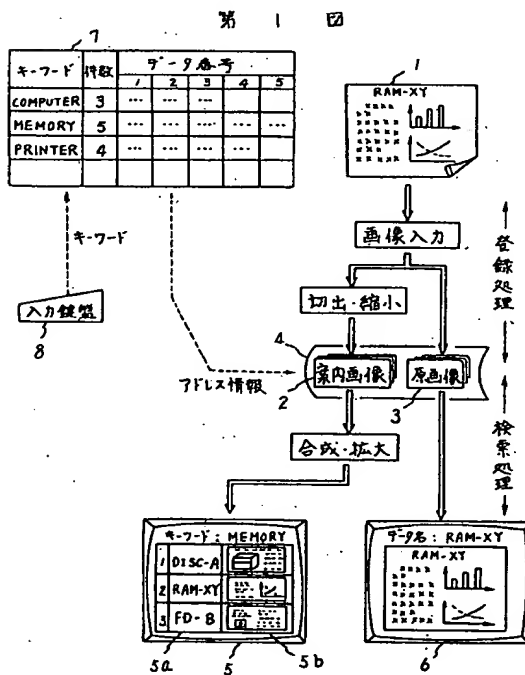 第 1 図
7
キーワード 件数 データ番号
1 2 3 4 5
COMPUTER 3 ---- ---- ----
MEMORY 5 ---- ---- ---- ---- ----
PRINTER 4 ---- ---- ---- ----
キーワード
入力鍵盤
8
1
RAM-XY
画像入力
切出・縮小
登録処理
4
案内画像
原画像
2
3
アドレス情報
合成・拡大
検索処理
キーワード: MEMORY
1 DISC-A
2 RAM-XY
3 FD-B
5a 5 5b
データ名: RAM-XY
RAM-XY
6